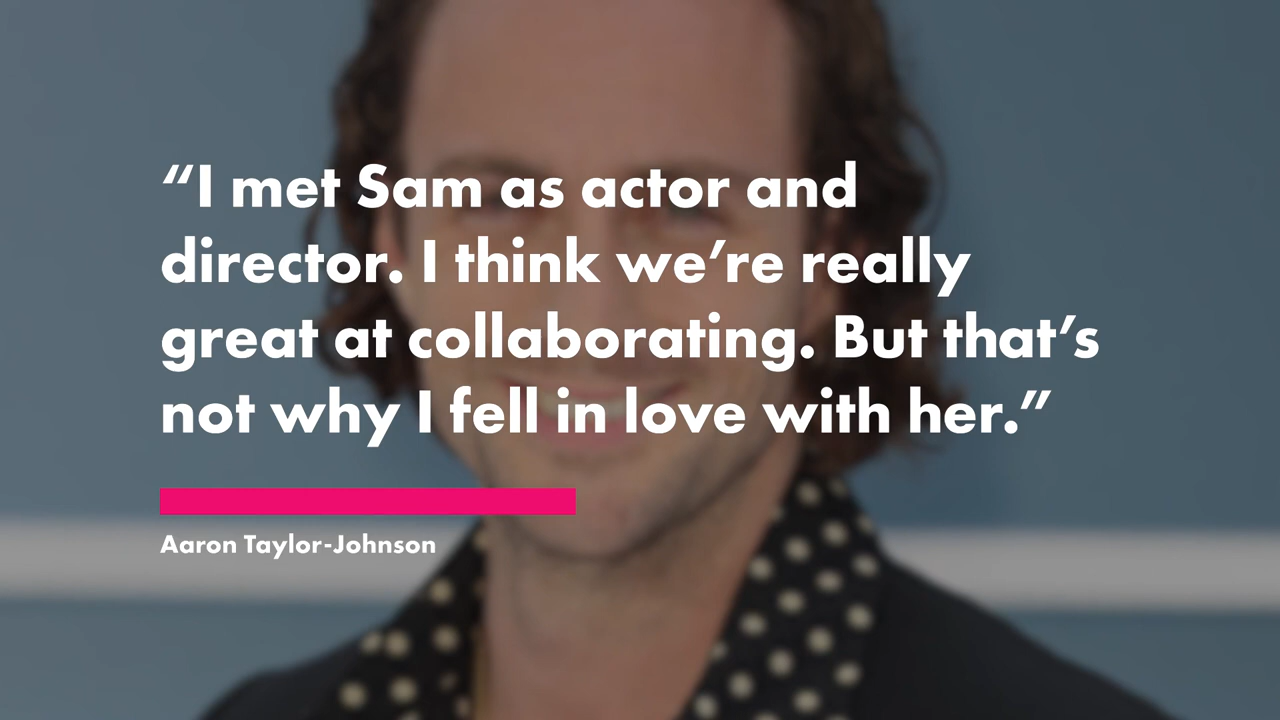 “I met Sam as actor and
director. I think we’re really
great at collaborating. But that’s
not why I fell in love with her.”
Aaron Taylor-Johnson